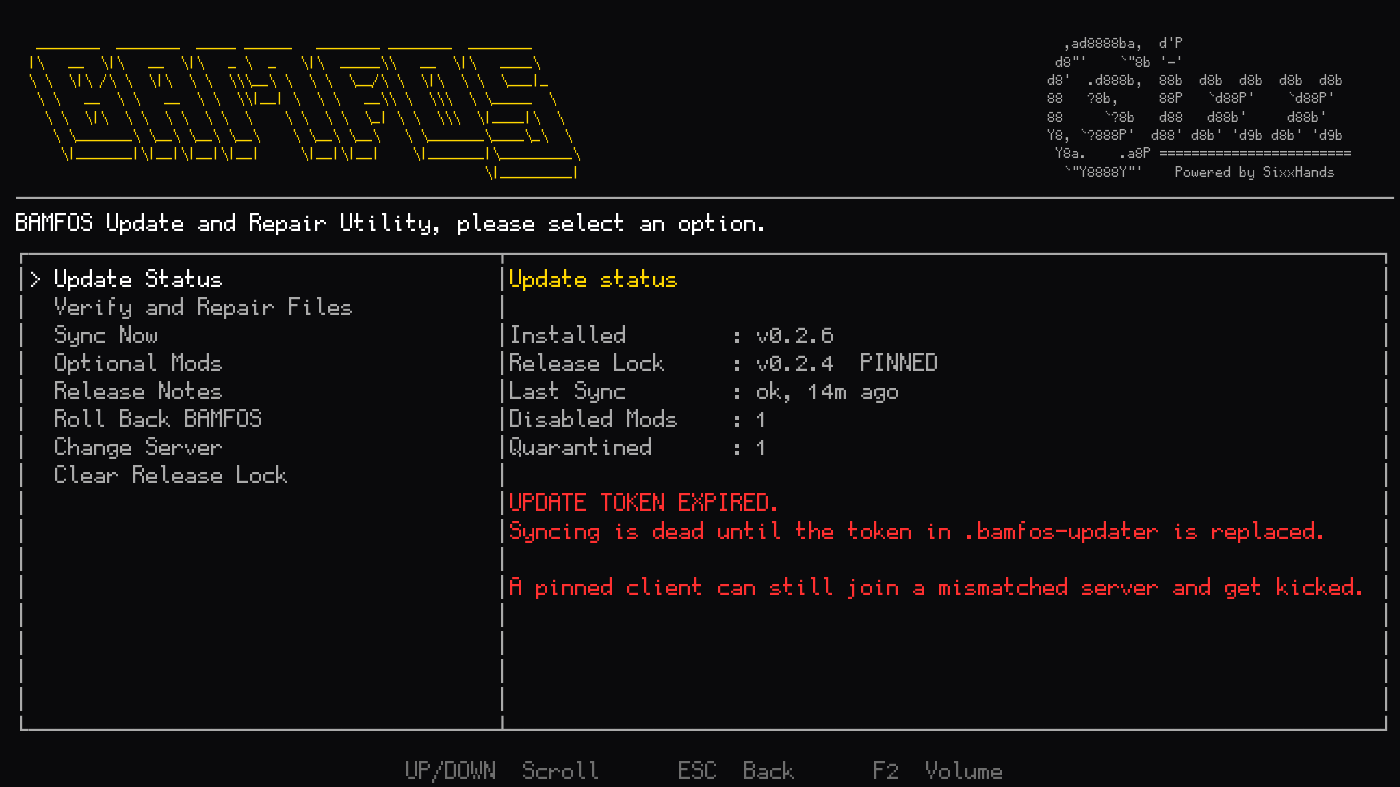 BAMFOS
Sixx
Powered by SixxHands
BAMFOS Update and Repair Utility, please select an option.
> Update Status
Verify and Repair Files
Sync Now
Optional Mods
Release Notes
Roll Back BAMFOS
Change Server
Clear Release Lock
Update status
Installed : v0.2.6
Release Lock : v0.2.4 PINNED
Last Sync : ok, 14m ago
Disabled Mods : 1
Quarantined : 1
UPDATE TOKEN EXPIRED.
Syncing is dead until the token in .bamfos-updater is replaced.
A pinned client can still join a mismatched server and get kicked.
UP/DOWN Scroll ESC Back F2 Volume